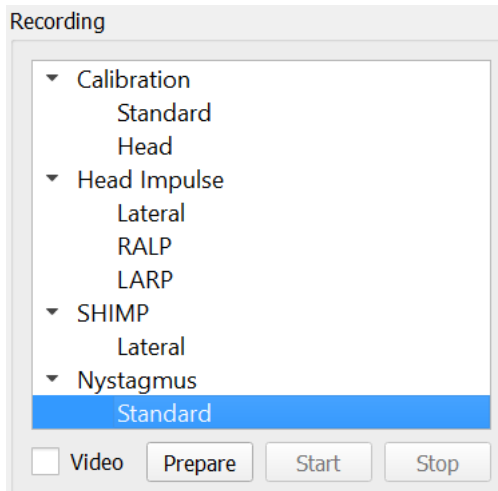 Recording
Calibration
Standard
Head
Head Impulse
Lateral
RALP
LARP
SHIMP
Lateral
Nystagmus
Standard
Video Prepare Start Stop